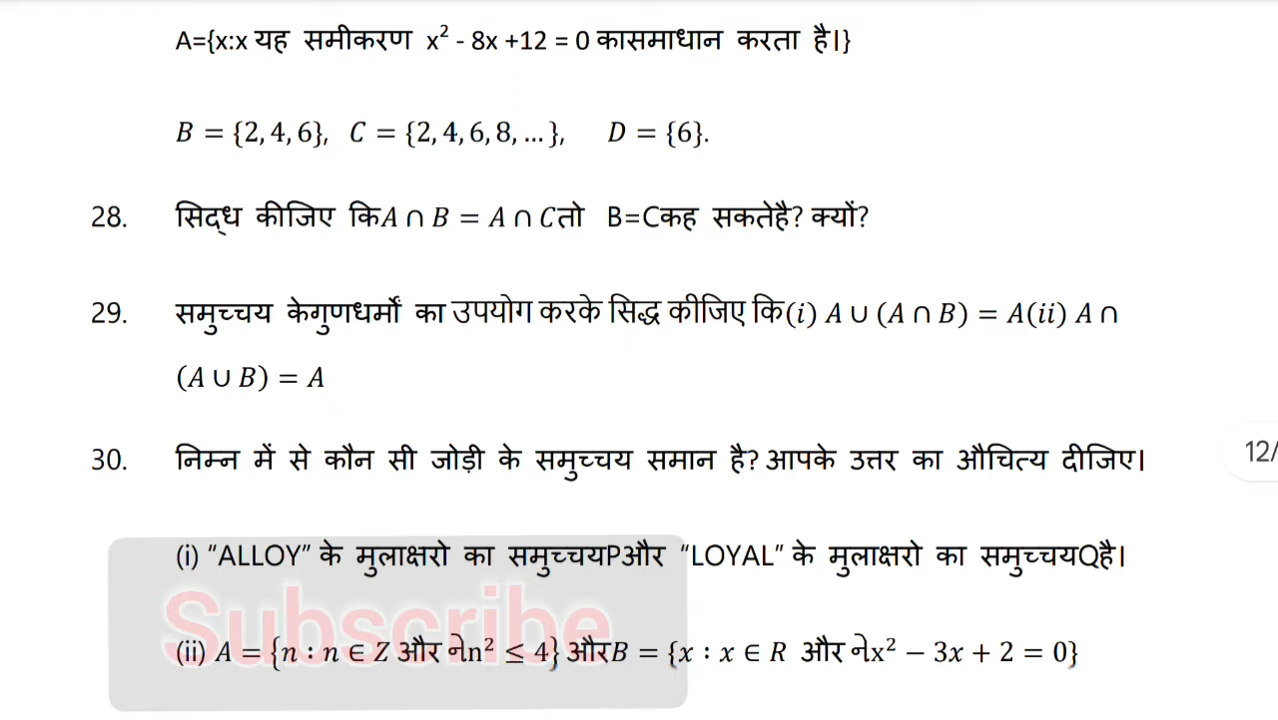 A={x:x यह समीकरण x² - 8x +12 = 0 कासमाधान करता है।}
B = {2, 4, 6}, C = {2, 4, 6, 8, … }, D = {6}.
28. सिद्ध कीजिए किA ∩ B = A ∩ Cतो B=Cकह सकतेहै? क्यों?
29. समुच्चय केगुणधर्मों का उपयोग करके सिद्ध कीजिए कि(i) A ∪ (A ∩ B) = A(ii) A ∩
(A ∪ B) = A
30. निम्न में से कौन सी जोड़ी के समुच्चय समान है? आपके उत्तर का औचित्य दीजिए।
12/
(i) "ALLOY" के मुलाक्षरो का समुच्चयPऔर "LOYAL" के मुलाक्षरो का समुच्चयQहै।
Subscribe
(ii) A = {n : n ∈ Z और नेn² ≤ 4} औरB = {x : x ∈ R और नेx² − 3x + 2 = 0}